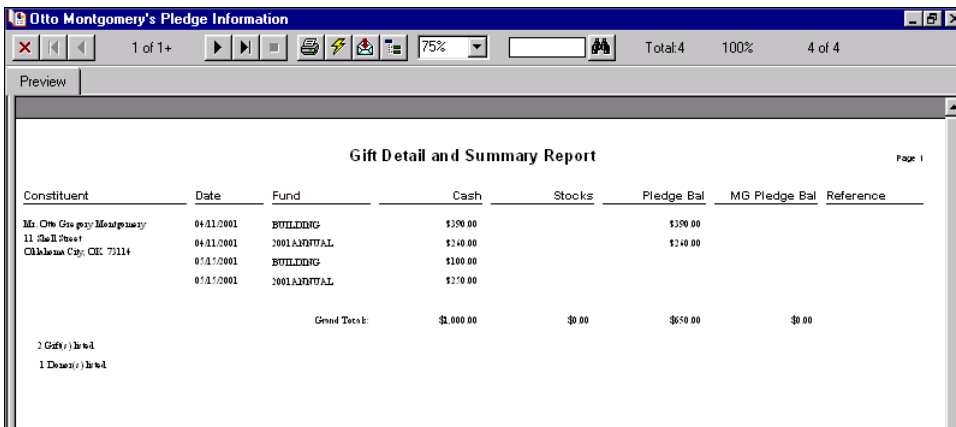 Otto Montgomery's Pledge Information
1 of 1+ 75% Total:4 100% 4 of 4
Preview
Gift Detail and Summary Report Page 1
Constituent Date Fund Cash Stocks Pledge Bal MG Pledge Bal Reference
Mr. Otto Gregory Montgomery 04/11/2001 BUILDING $390.00 $390.00
11 Shell Street 04/11/2001 2001 ANNUAL $260.00 $260.00
Oklahoma City, OK 73114
05/15/2001 BUILDING $100.00
05/15/2001 2001 ANNUAL $250.00
Grand Totals: $1,000.00 $0.00 $650.00 $0.00
2 Gift(s) listed
1 Donor(s) listed